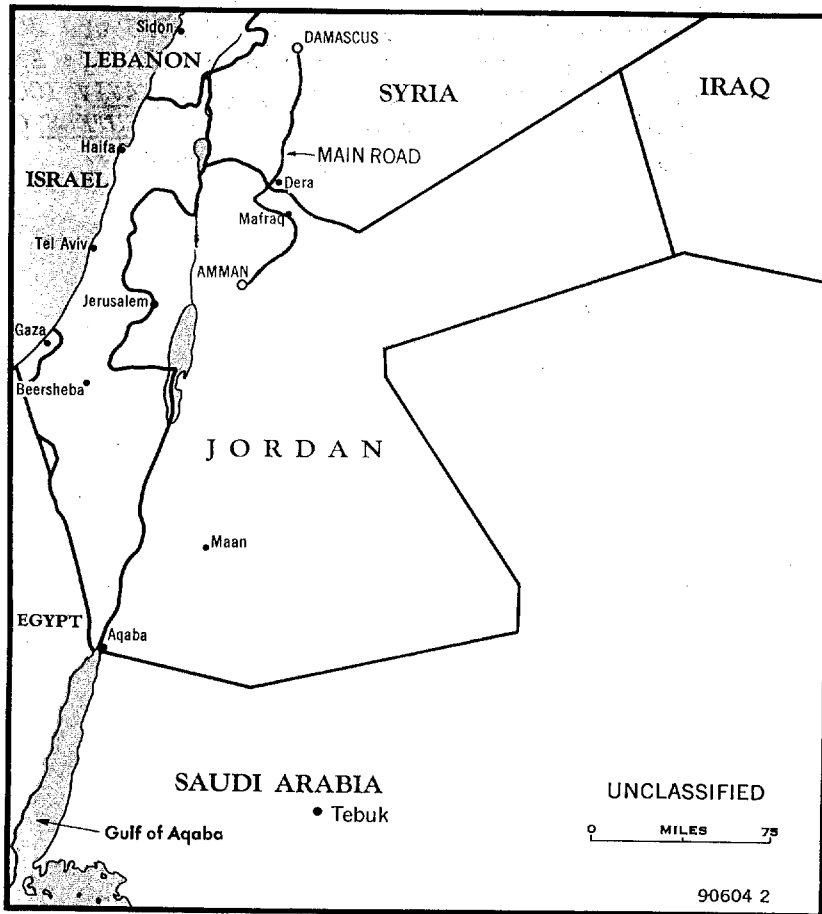 Sidon
DAMASCUS
LEBANON
SYRIA
IRAQ
Haifa
MAIN ROAD
ISRAEL
Dera
Mafraq
Tel Aviv
AMMAN
Jerusalem
Gaza
Beersheba
JORDAN
Maan
EGYPT
Aqaba
SAUDI ARABIA
Tebuk
UNCLASSIFIED
Gulf of Aqaba
0 MILES 75
90604 2